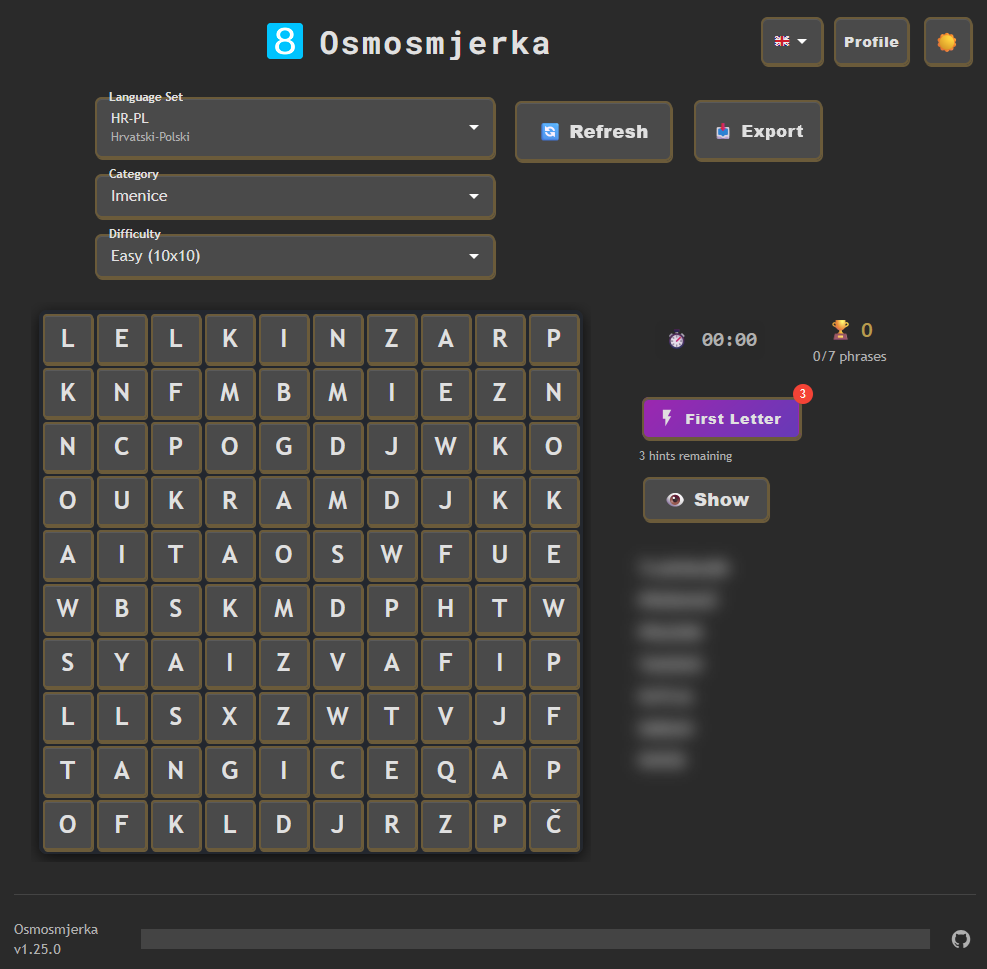 8 Osmosmjerka
Profile
Language Set
HR-PL
Hrvatski-Polski
Refresh
Export
Category
Imenice
Difficulty
Easy (10x10)
L E L K I N Z A R P
K N F M B M I E Z N
N C P O G D J W K O
O U K R A M D J K K
A I T A O S W F U E
W B S K M D P H T W
S Y A I Z V A F I P
L L S X Z W T V J F
T A N G I C E Q A P
O F K L D J R Z P Č
00:00
0
0/7 phrases
3
First Letter
3 hints remaining
Show
Osmosmjerka
v1.25.0